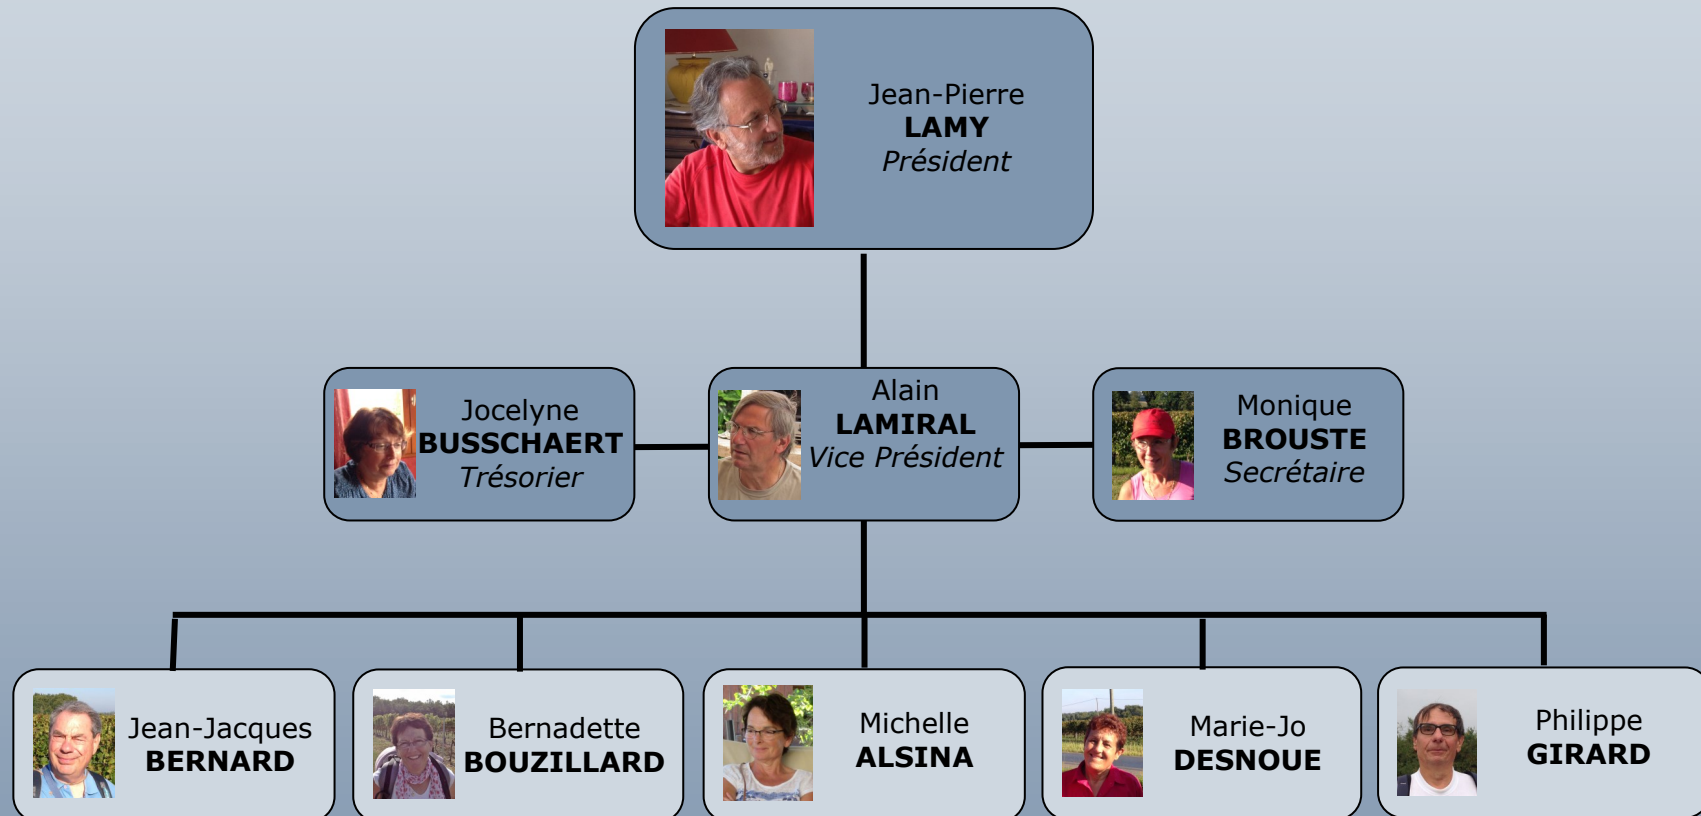 Jean-Pierre
LAMY
Président
Jocelyne
BUSSCHAERT
Trésorier
Alain
LAMIRAL
Vice Président
Monique
BROUSTE
Secrétaire
Jean-Jacques
BERNARD
Bernadette
BOUZILLARD
Michelle
ALSINA
Marie-Jo
DESNOUE
Philippe
GIRARD